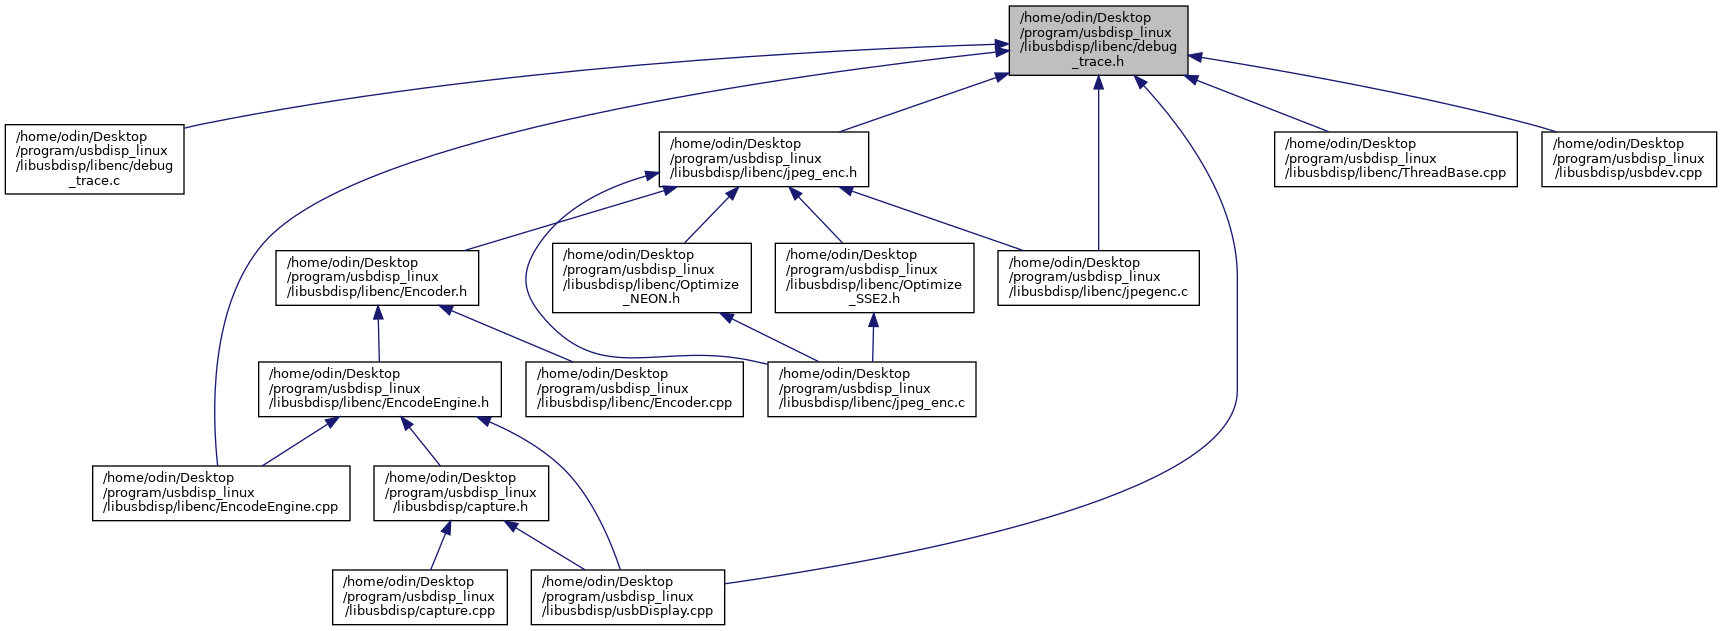 /home/odin/Desktop
/program/usbdisp_linux
/libusbdisp/libenc/debug
_trace.h
/home/odin/Desktop
/program/usbdisp_linux
/libusbdisp/libenc/debug
_trace.c
/home/odin/Desktop
/program/usbdisp_linux
/libusbdisp/libenc/jpeg_enc.h
/home/odin/Desktop
/program/usbdisp_linux
/libusbdisp/libenc/ThreadBase.cpp
/home/odin/Desktop
/program/usbdisp_linux
/libusbdisp/usbdev.cpp
/home/odin/Desktop
/program/usbdisp_linux
/libusbdisp/libenc/Encoder.h
/home/odin/Desktop
/program/usbdisp_linux
/libusbdisp/libenc/Optimize
_NEON.h
/home/odin/Desktop
/program/usbdisp_linux
/libusbdisp/libenc/Optimize
_SSE2.h
/home/odin/Desktop
/program/usbdisp_linux
/libusbdisp/libenc/jpegenc.c
/home/odin/Desktop
/program/usbdisp_linux
/libusbdisp/libenc/EncodeEngine.h
/home/odin/Desktop
/program/usbdisp_linux
/libusbdisp/libenc/Encoder.cpp
/home/odin/Desktop
/program/usbdisp_linux
/libusbdisp/libenc/jpeg_enc.c
/home/odin/Desktop
/program/usbdisp_linux
/libusbdisp/libenc/EncodeEngine.cpp
/home/odin/Desktop
/program/usbdisp_linux
/libusbdisp/capture.h
/home/odin/Desktop
/program/usbdisp_linux
/libusbdisp/capture.cpp
/home/odin/Desktop
/program/usbdisp_linux
/libusbdisp/usbDisplay.cpp